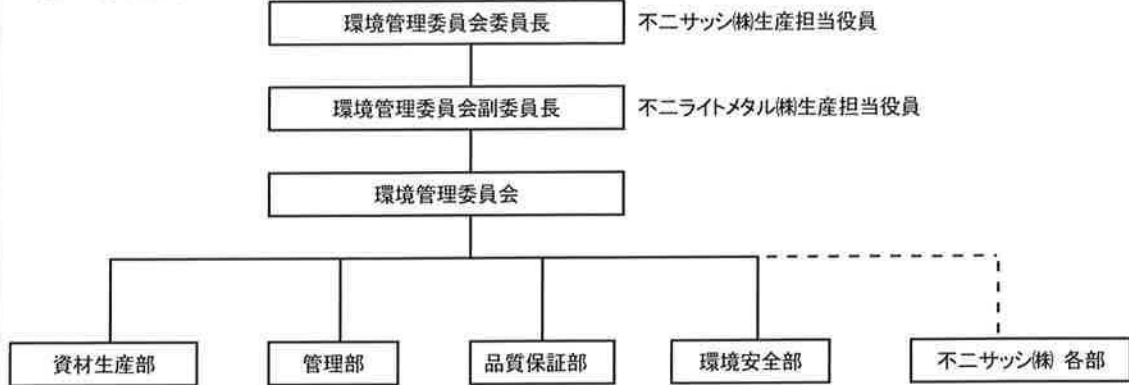 環境管理委員会委員長 不二サッシ㈱生産担当役員
環境管理委員会副委員長 不二ライトメタル㈱生産担当役員
環境管理委員会
資材生産部 管理部 品質保証部 環境安全部 不二サッシ㈱ 各部